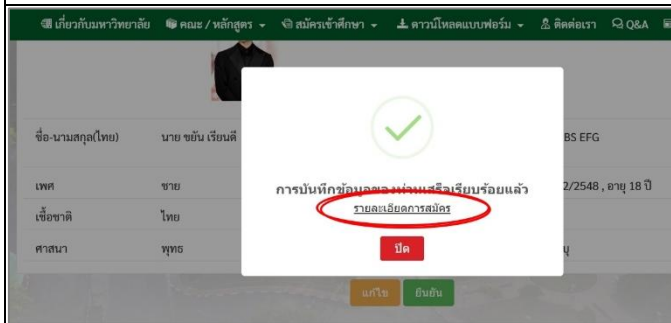 เกี่ยวกับมหาวิทยาลัย คณะ / หลักสูตร สมัครเข้าศึกษา ดาวน์โหลดแบบฟอร์ม ติดต่อเรา Q&A
ชื่อ-นามสกุล(ไทย) นาย ขยัน เรียนดี BS EFG
การบันทึกข้อมูลของท่านเสร็จเรียบร้อยแล้ว
เพศ ชาย 2/2548 , อายุ 18 ปี
รายละเอียดการสมัคร
เชื้อชาติ ไทย
ปิด
ศาสนา พุทธ
แก้ไข ยืนยัน